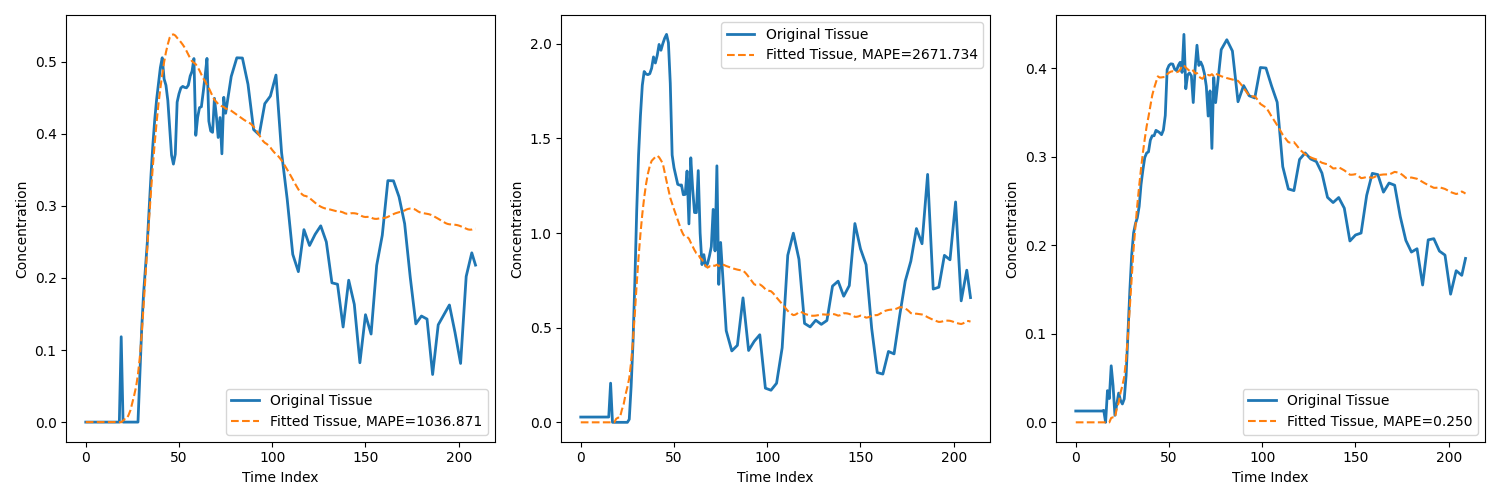 Concentration
0.5
0.4
0.3
0.2
0.1
0.0
Original Tissue
Fitted Tissue, MAPE=1036.871
0 50 100 150 200
Time Index
Concentration
2.0
1.5
1.0
0.5
0.0
Original Tissue
Fitted Tissue, MAPE=2671.734
0 50 100 150 200
Time Index
Concentration
0.4
0.3
0.2
0.1
0.0
Original Tissue
Fitted Tissue, MAPE=0.250
0 50 100 150 200
Time Index